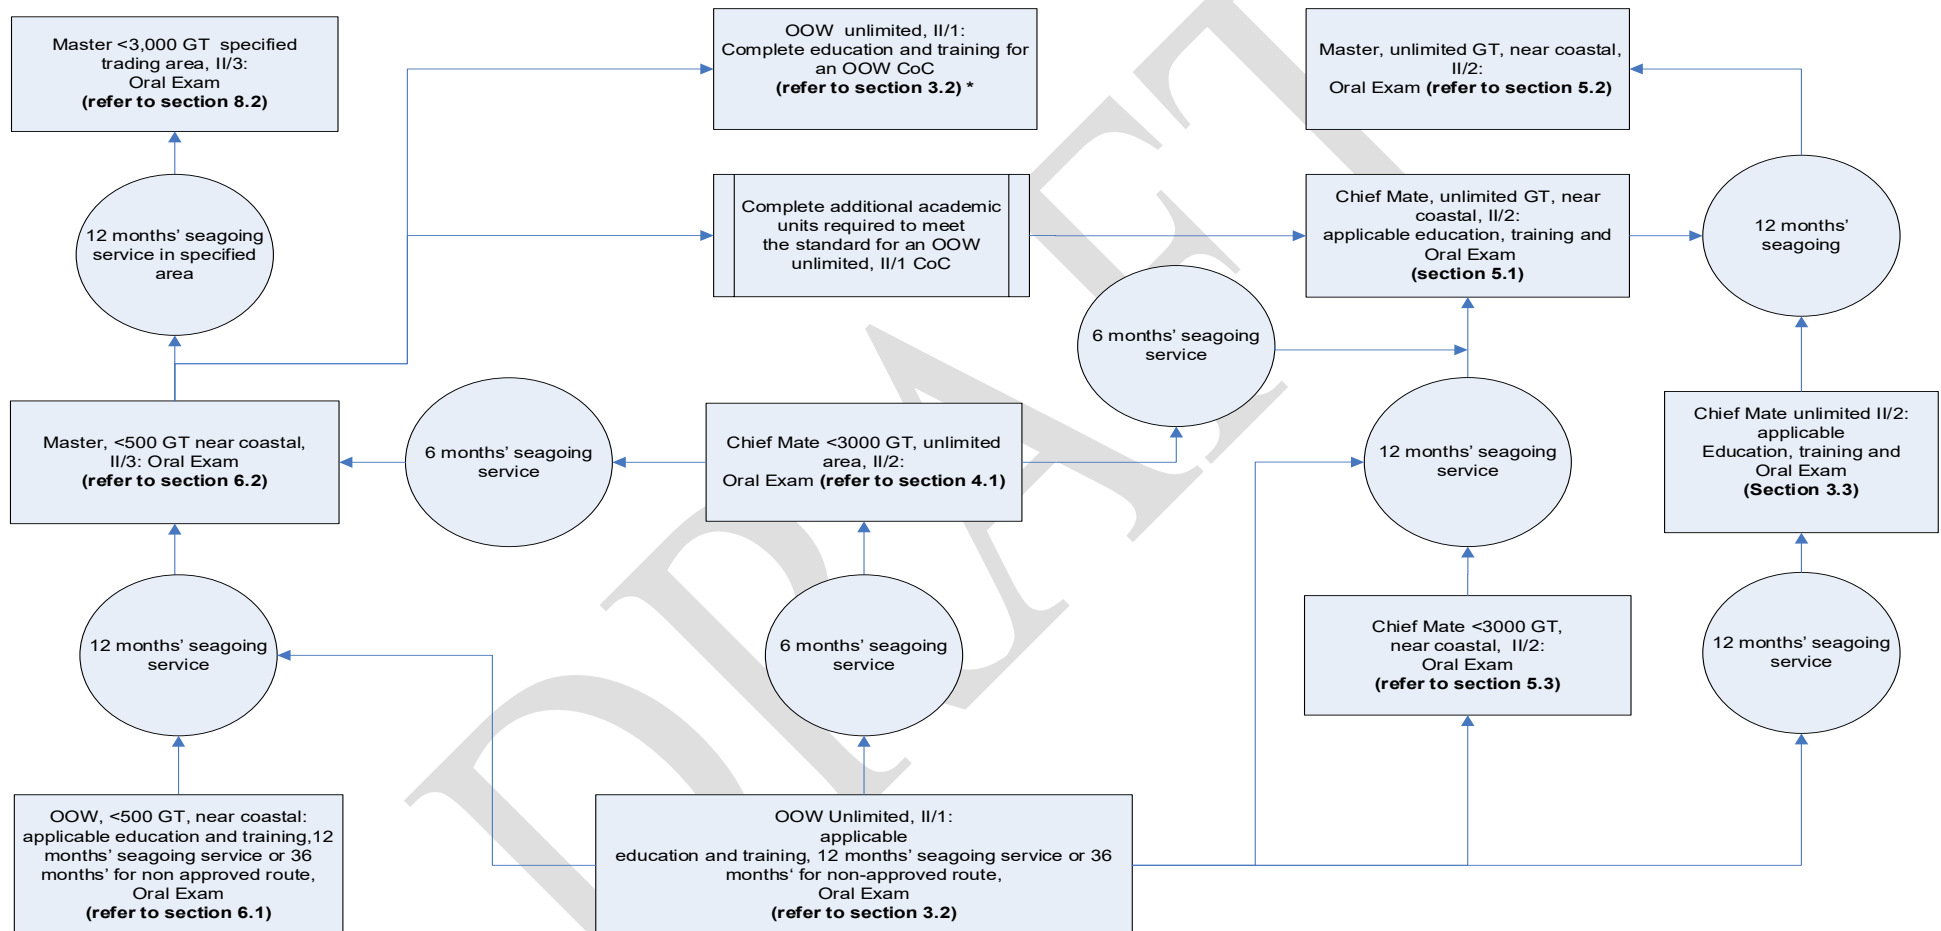 Master <3,000 GT  specified
trading area, II/3:
Oral Exam
(refer to section 8.2)
OOW  unlimited, II/1:
Complete education and training for
an OOW CoC
(refer to section 3.2) *
Master, unlimited GT, near coastal,
II/2:
Oral Exam (refer to section 5.2)
12 months’ seagoing
service in specified
area
Complete additional academic
units required to meet
the standard for an OOW
unlimited, II/1 CoC
Chief Mate, unlimited GT, near
coastal, II/2:
applicable education, training and
Oral Exam
(section 5.1)
12 months’
seagoing
6 months’ seagoing
service
Master, <500 GT near coastal,
II/3: Oral Exam
(refer to section 6.2)
6 months’ seagoing
service
Chief Mate <3000 GT, unlimited
area, II/2:
Oral Exam (refer to section 4.1)
12 months’ seagoing
service
Chief Mate unlimited II/2:
applicable
Education, training and
Oral Exam
(Section 3.3)
12 months’ seagoing
service
6 months’ seagoing
service
Chief Mate <3000 GT,
near coastal,  II/2:
Oral Exam
(refer to section 5.3)
12 months’ seagoing
service
OOW, <500 GT, near coastal:
applicable education and training,12
months’ seagoing service or 36
months’ for non approved route,
Oral Exam
(refer to section 6.1)
OOW Unlimited, II/1:
applicable
education and training, 12 months’ seagoing service or 36
months‘ for non-approved route,
Oral Exam
(refer to section 3.2)
DRAFT